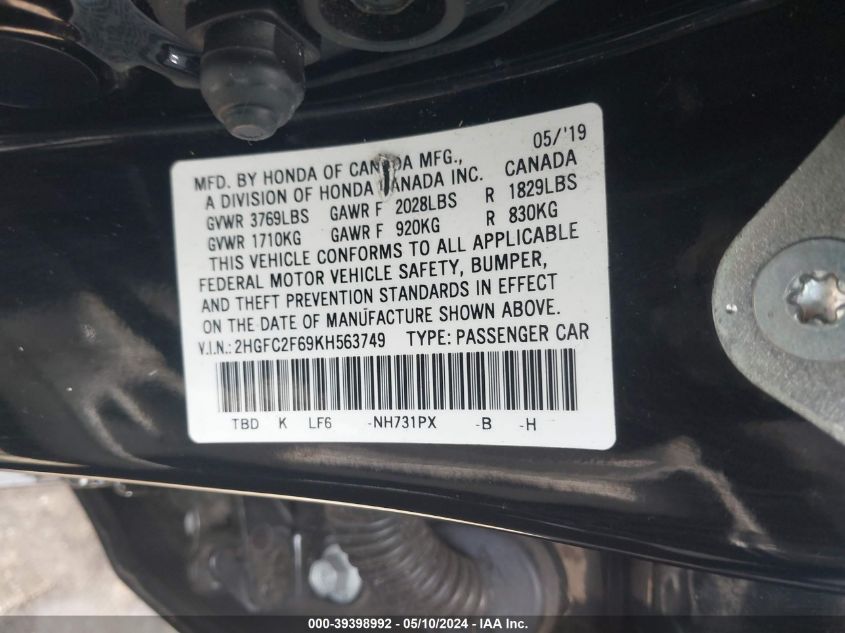 05/'19
MFD. BY HONDA OF CANADA MFG.,
A DIVISION OF HONDA CANADA INC. CANADA
GVWR 3769LBS GAWR F 2028LBS R 1829LBS
GVWR 1710KG GAWR F 920KG R 830KG
THIS VEHICLE CONFORMS TO ALL APPLICABLE
FEDERAL MOTOR VEHICLE SAFETY, BUMPER,
AND THEFT PREVENTION STANDARDS IN EFFECT
ON THE DATE OF MANUFACTURE SHOWN ABOVE.
V.I.N.:2HGFC2F69KH563749 TYPE: PASSENGER CAR
TBD K LF6 -NH731PX -B -H
000-39398992 - 05/10/2024 - IAA Inc.